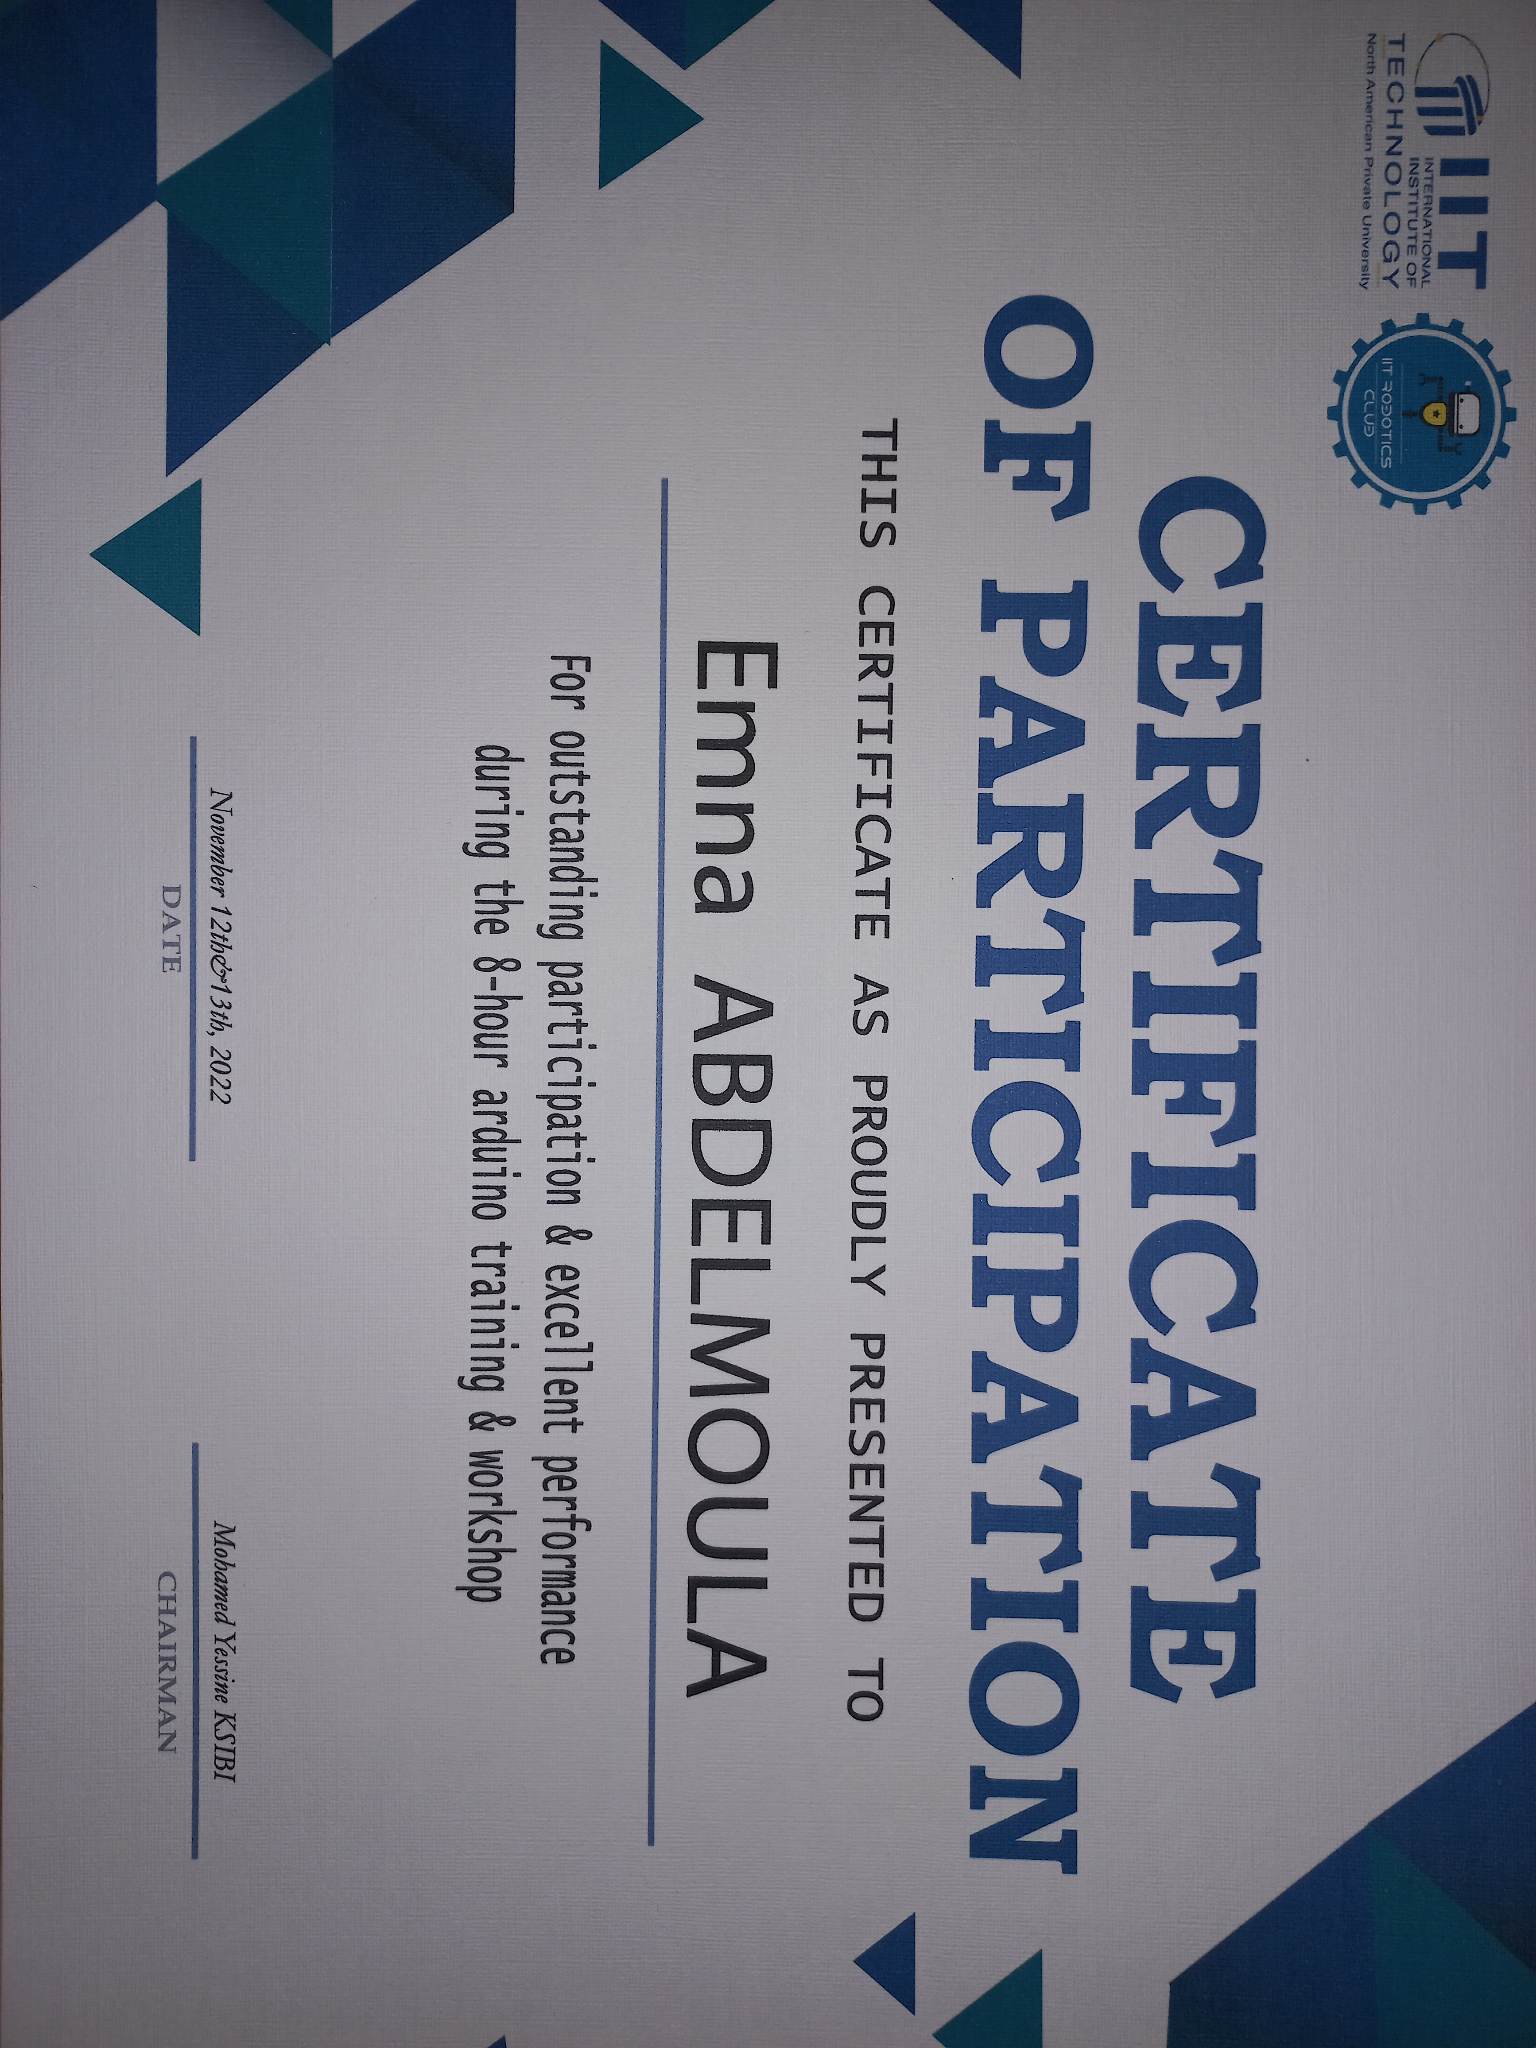 IIT
INTERNATIONAL
INSTITUTE OF
TECHNOLOGY
North American Private University
IIT ROBOTICS
CLUB
CERTIFICATE
OF PARTICIPATION
THIS CERTIFICATE AS PROUDLY PRESENTED TO
Emna ABDELMOULA
For outstanding participation & excellent performance
during the 8-hour arduino training & workshop
November 12th&13th, 2022
DATE
Mohamed Yessine KSIBI
CHAIRMAN